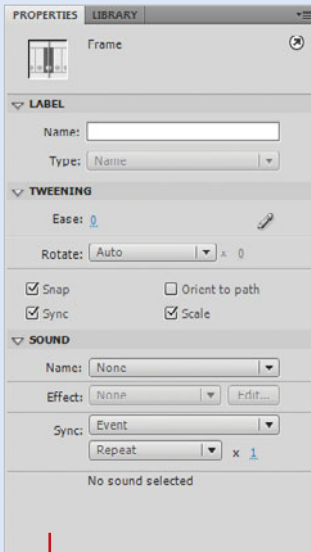 PROPERTIES LIBRARY
Frame
LABEL
Name:
Type: Name
TWEENING
Ease: 0
Rotate: Auto x 0
Snap Orient to path
Sync Scale
SOUND
Name: None
Effect: None Edit...
Sync: Event
Repeat x 1
No sound selected